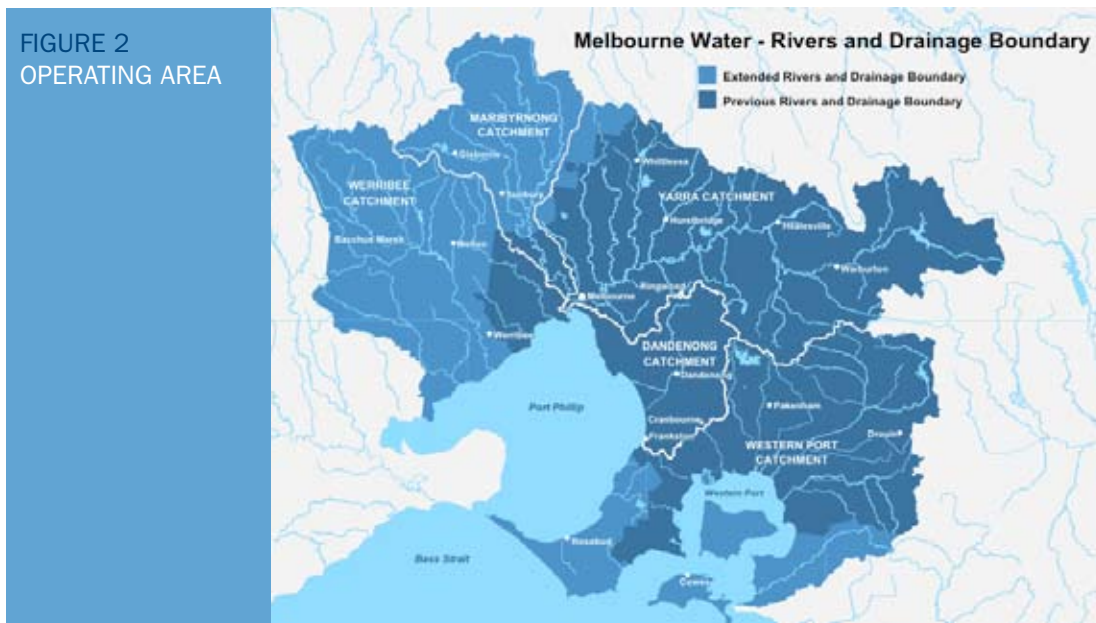 FIGURE 2
OPERATING AREA
Melbourne Water - Rivers and Drainage Boundary
Extended Rivers and Drainage Boundary
Previous Rivers and Drainage Boundary
MARIBYRNONG
CATCHMENT
Gisborne
Whittlesea
WERRIBEE
CATCHMENT
Sunbury
YARRA CATCHMENT
Hurstbridge
Healesville
Bacchus Marsh
Melton
Warburton
Ringwood
Melbourne
Werribee
DANDENONG
CATCHMENT
Dandenong
Port Phillip
Pakenham
Cranbourne
Frankston
Drouin
WESTERN PORT
CATCHMENT
Western Port
Rosebud
Bass Strait
Cowes